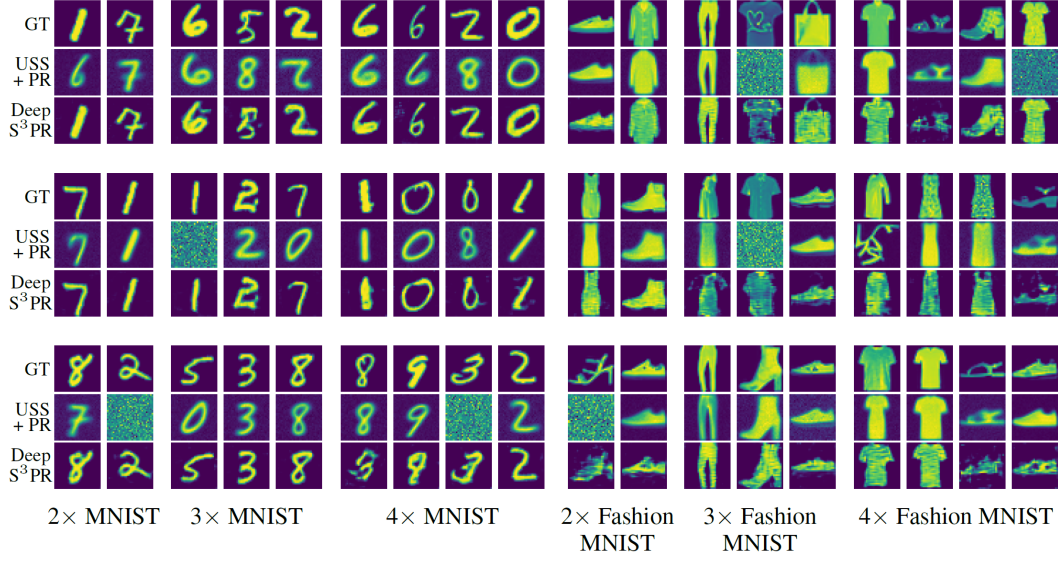 GT
USS
+ PR
Deep
S³PR
GT
USS
+ PR
Deep
S³PR
GT
USS
+ PR
Deep
S³PR
2× MNIST
3× MNIST
4× MNIST
2× Fashion
MNIST
3× Fashion
MNIST
4× Fashion MNIST